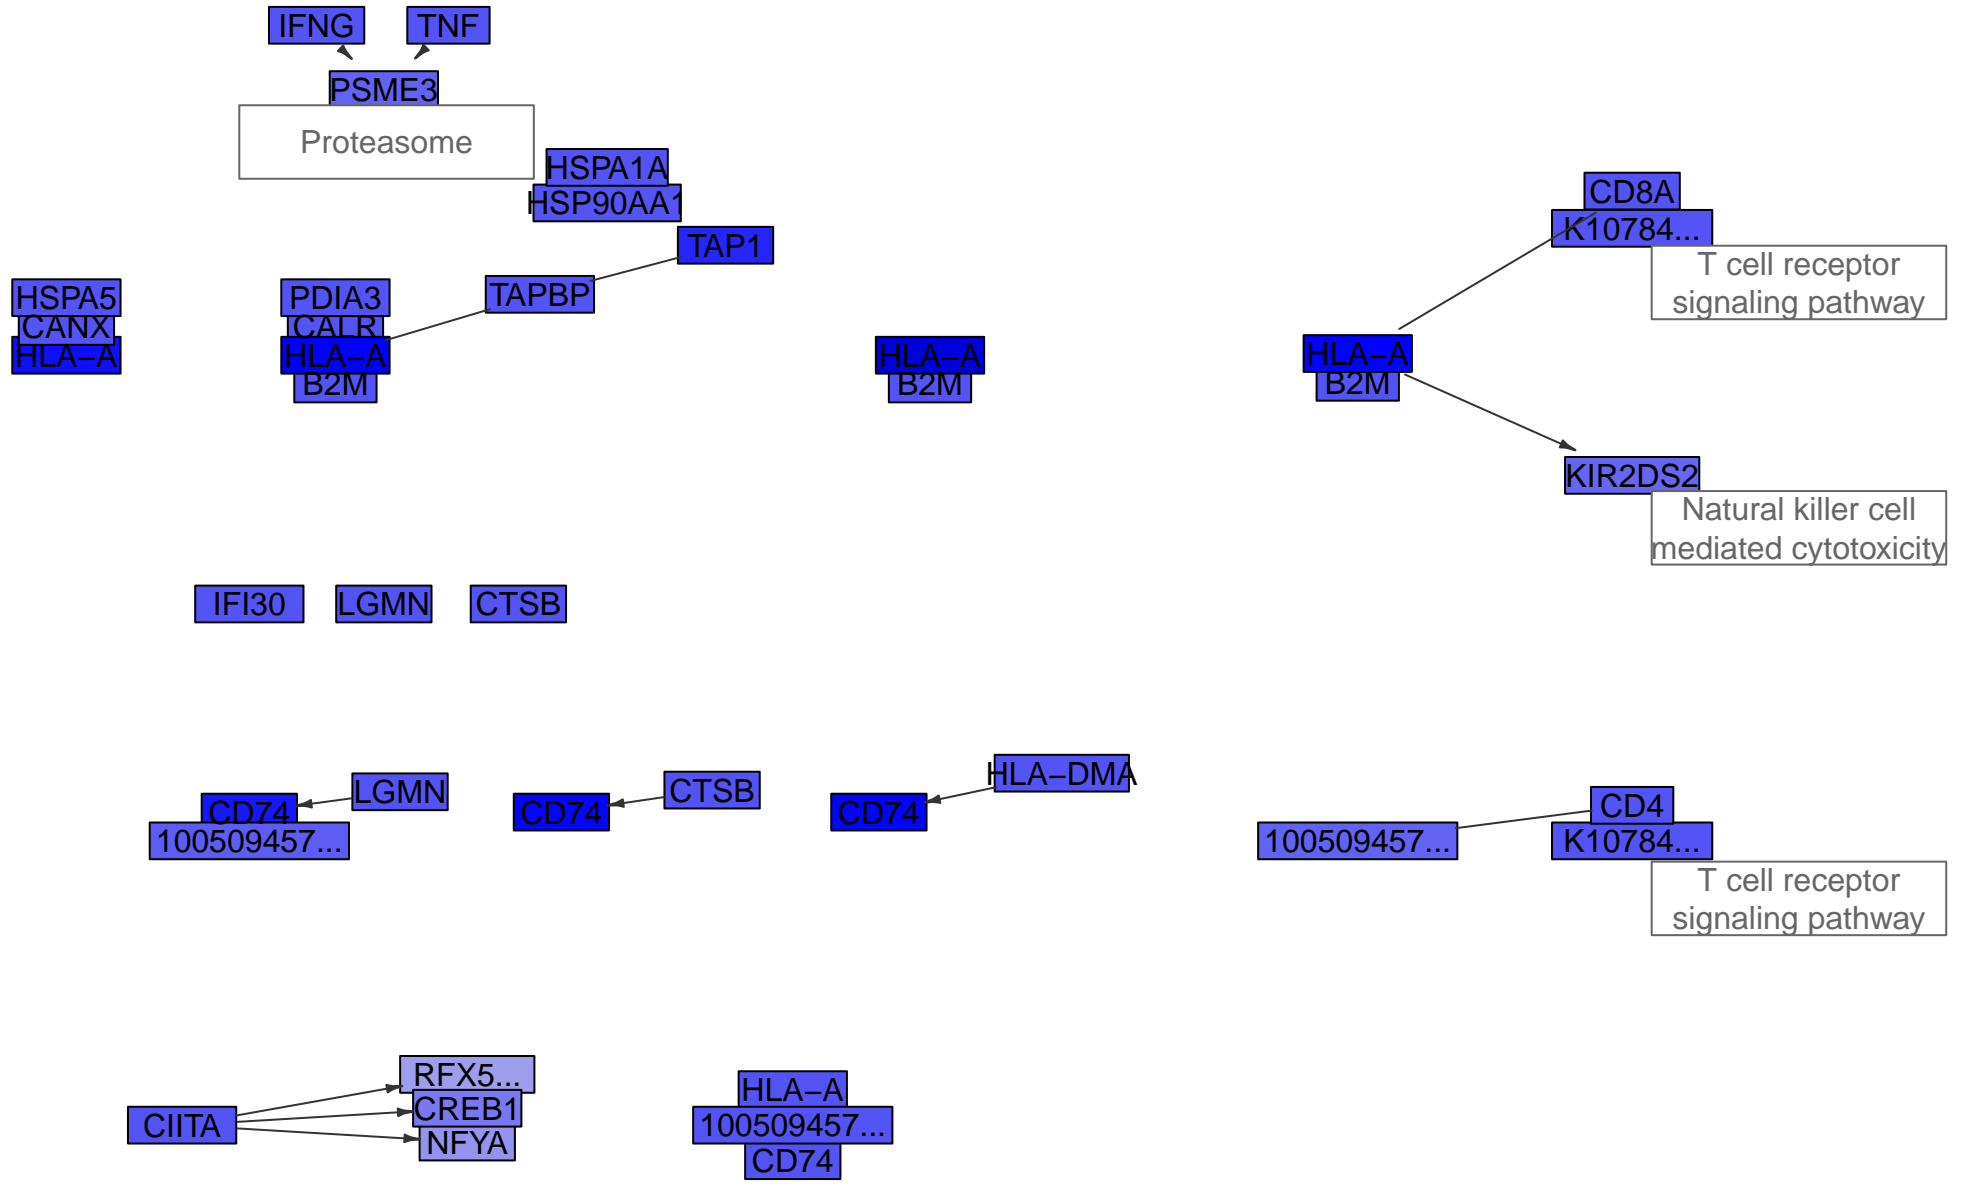 IFNG
TNF
PSME3
Proteasome
HSPA1A
HSP90AA1
TAP1
TAPBP
HSPA5
CANX
HLA−A
PDIA3
CALR
HLA−A
B2M
HLA−A
B2M
CD8A
K10784...
T cell receptor
signaling pathway
HLA−A
B2M
KIR2DS2
Natural killer cell
mediated cytotoxicity
IFI30
LGMN
CTSB
CD74
100509457...
LGMN
CD74
CTSB
CD74
HLA−DMA
100509457...
CD4
K10784...
T cell receptor
signaling pathway
CIITA
RFX5...
CREB1
NFYA
HLA−A
100509457...
CD74